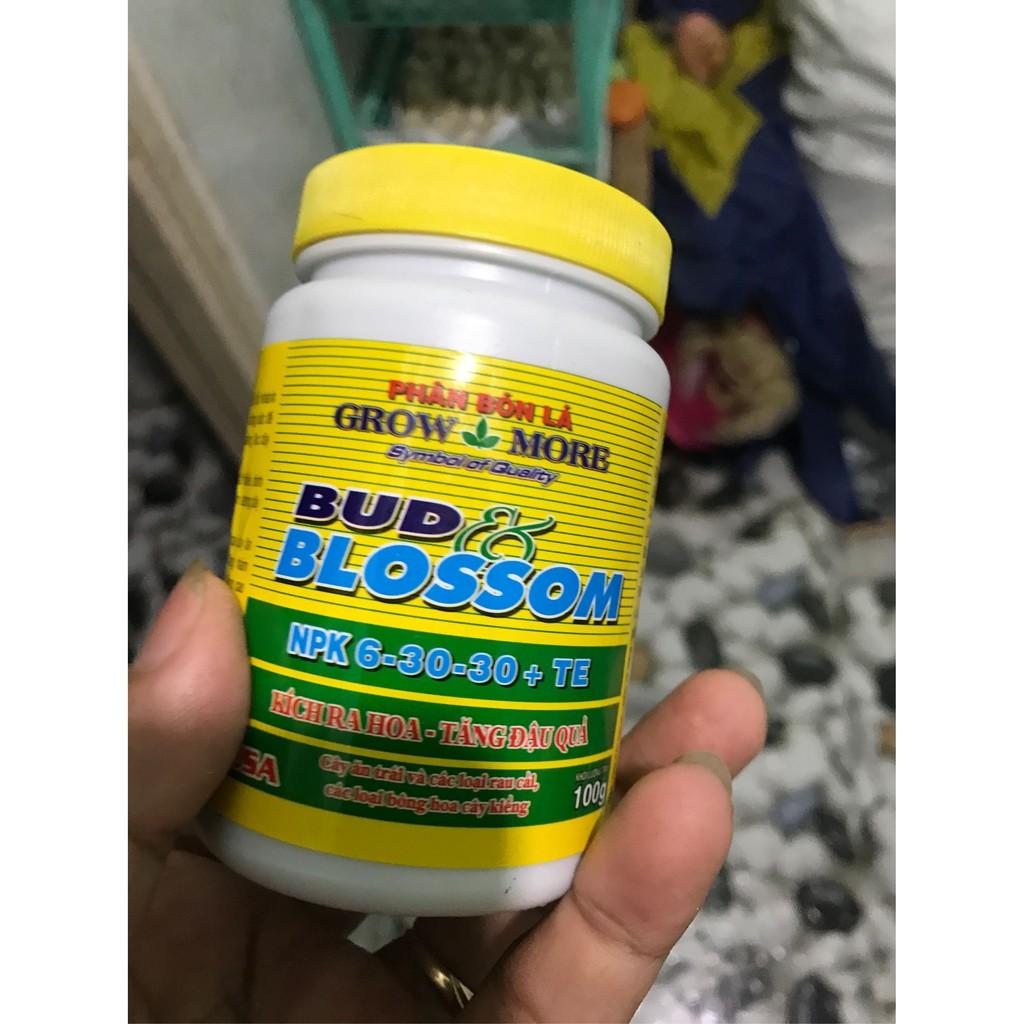 PHÂN BÓN LÁ
GROW MORE
Symbol of Quality
BUD &
BLOSSOM
NPK 6-30-30 + TE
KÍCH RA HOA - TĂNG ĐẬU QUẢ
Cây ăn trái và các loại rau cải,
các loại bông hoa cây kiểng
100g